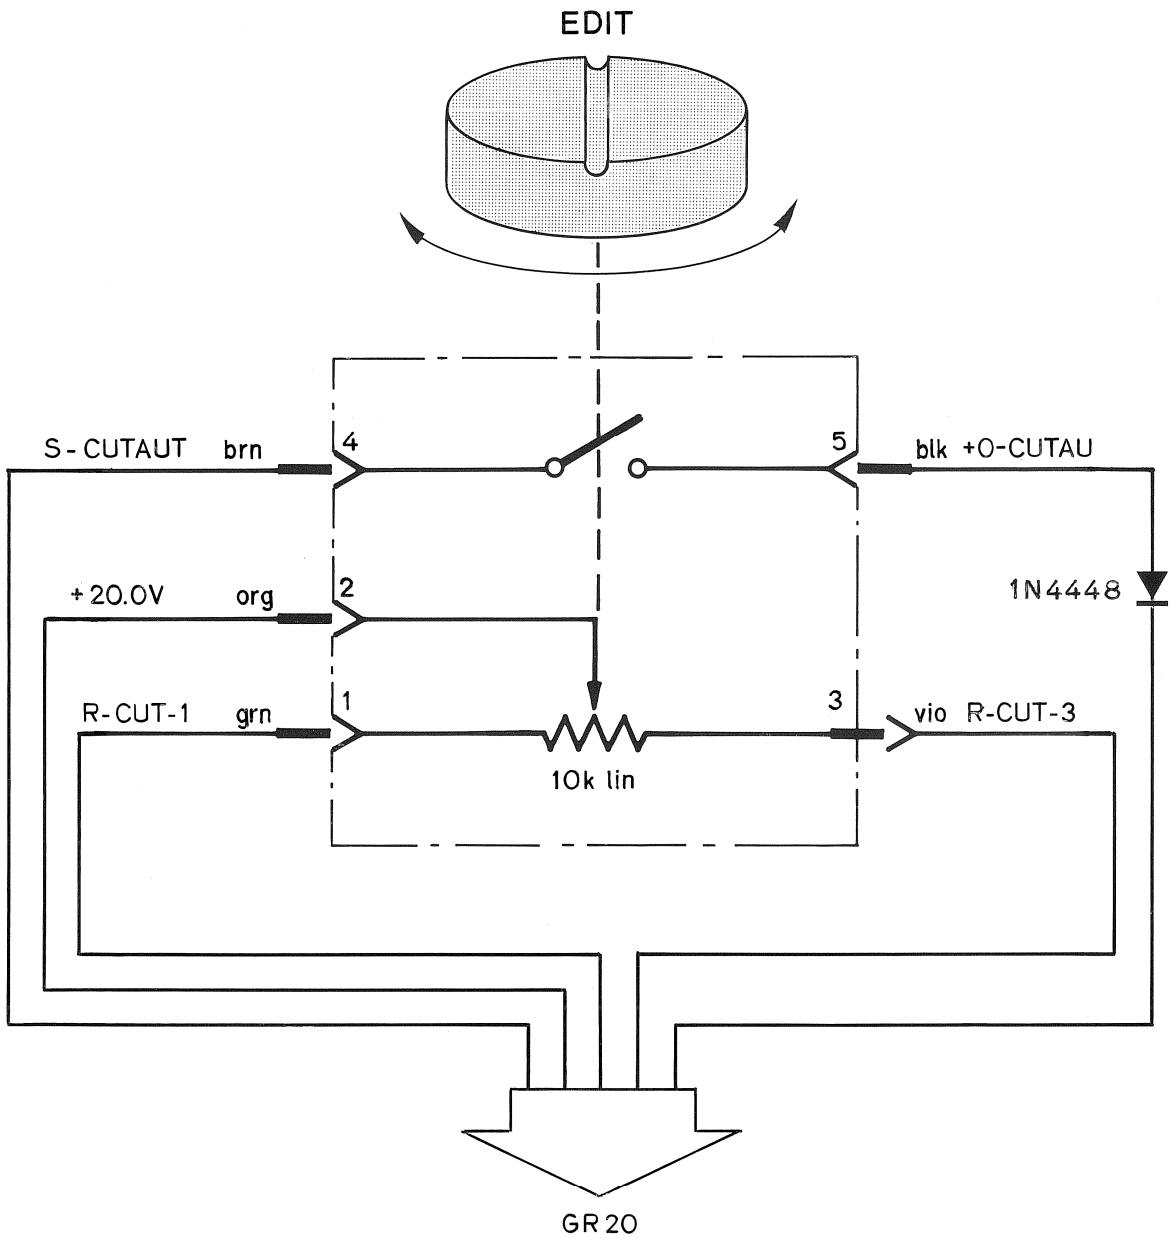 EDIT
S-CUTAUT brn 4 5 blk +0-CUTAU
+20.0V org 2 1N4448
R-CUT-1 grn 1 3 vio R-CUT-3
10k lin
GR20